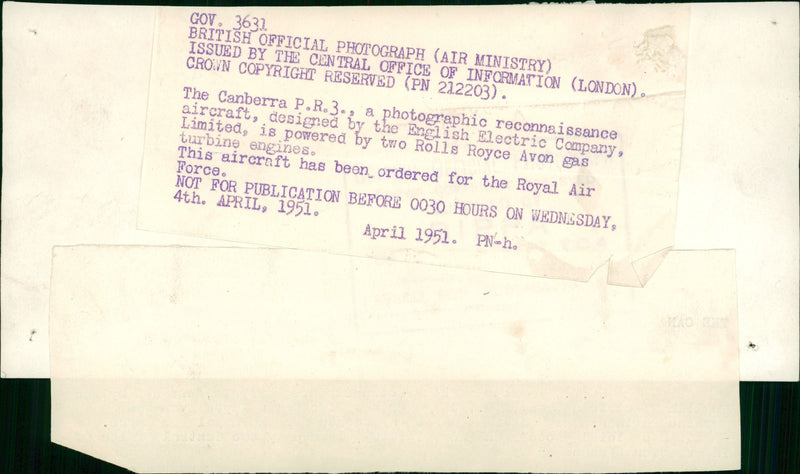 GOV. 3631
BRITISH OFFICIAL PHOTOGRAPH (AIR MINISTRY)
ISSUED BY THE CENTRAL OFFICE OF INFORMATION (LONDON).
CROWN COPYRIGHT RESERVED (PN 212203).
The Canberra P.R.3., a photographic reconnaissance
aircraft, designed by the English Electric Company,
Limited, is powered by two Rolls Royce Avon gas
turbine engines.
This aircraft has been ordered for the Royal Air
Force.
NOT FOR PUBLICATION BEFORE 0030 HOURS ON WEDNESDAY,
4th. APRIL, 1951.
April 1951. PN-h.
THE CAN